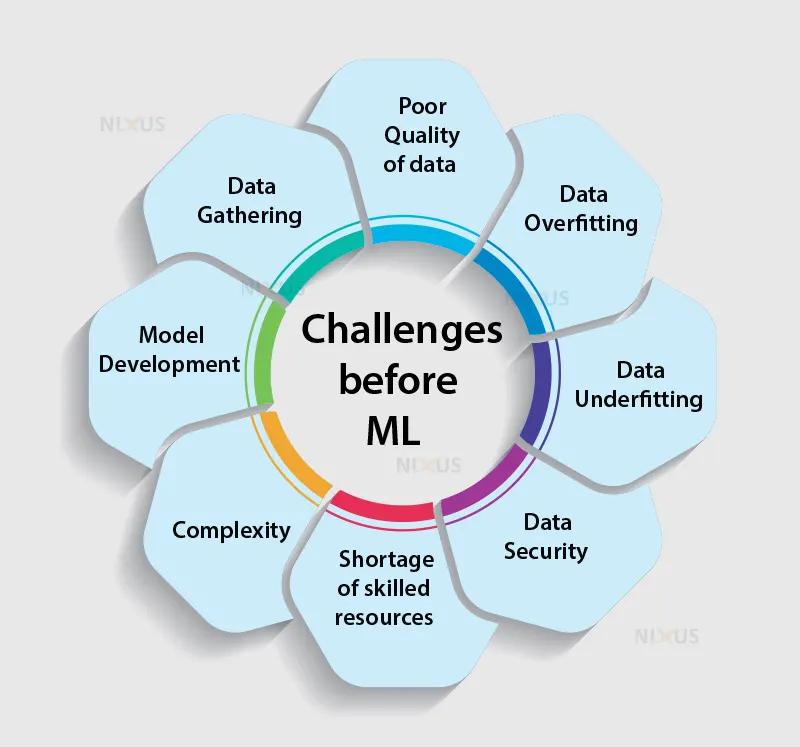 Challenges
before
ML
Poor
Quality
of data
Data
Overfitting
Data
Underfitting
Data
Security
Shortage
of skilled
resources
Complexity
Model
Development
Data
Gathering
NIXUS
NIXUS
NIXUS
NIXUS
NIXUS